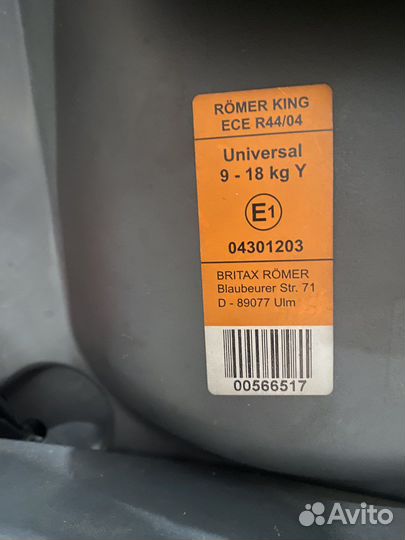 RÖMER KING
ECE R44/04
Universal
9 - 18 kg Y
E1
04301203
BRITAX RÖMER
Blaubeurer Str. 71
D - 89077 Ulm
00566517
Avito